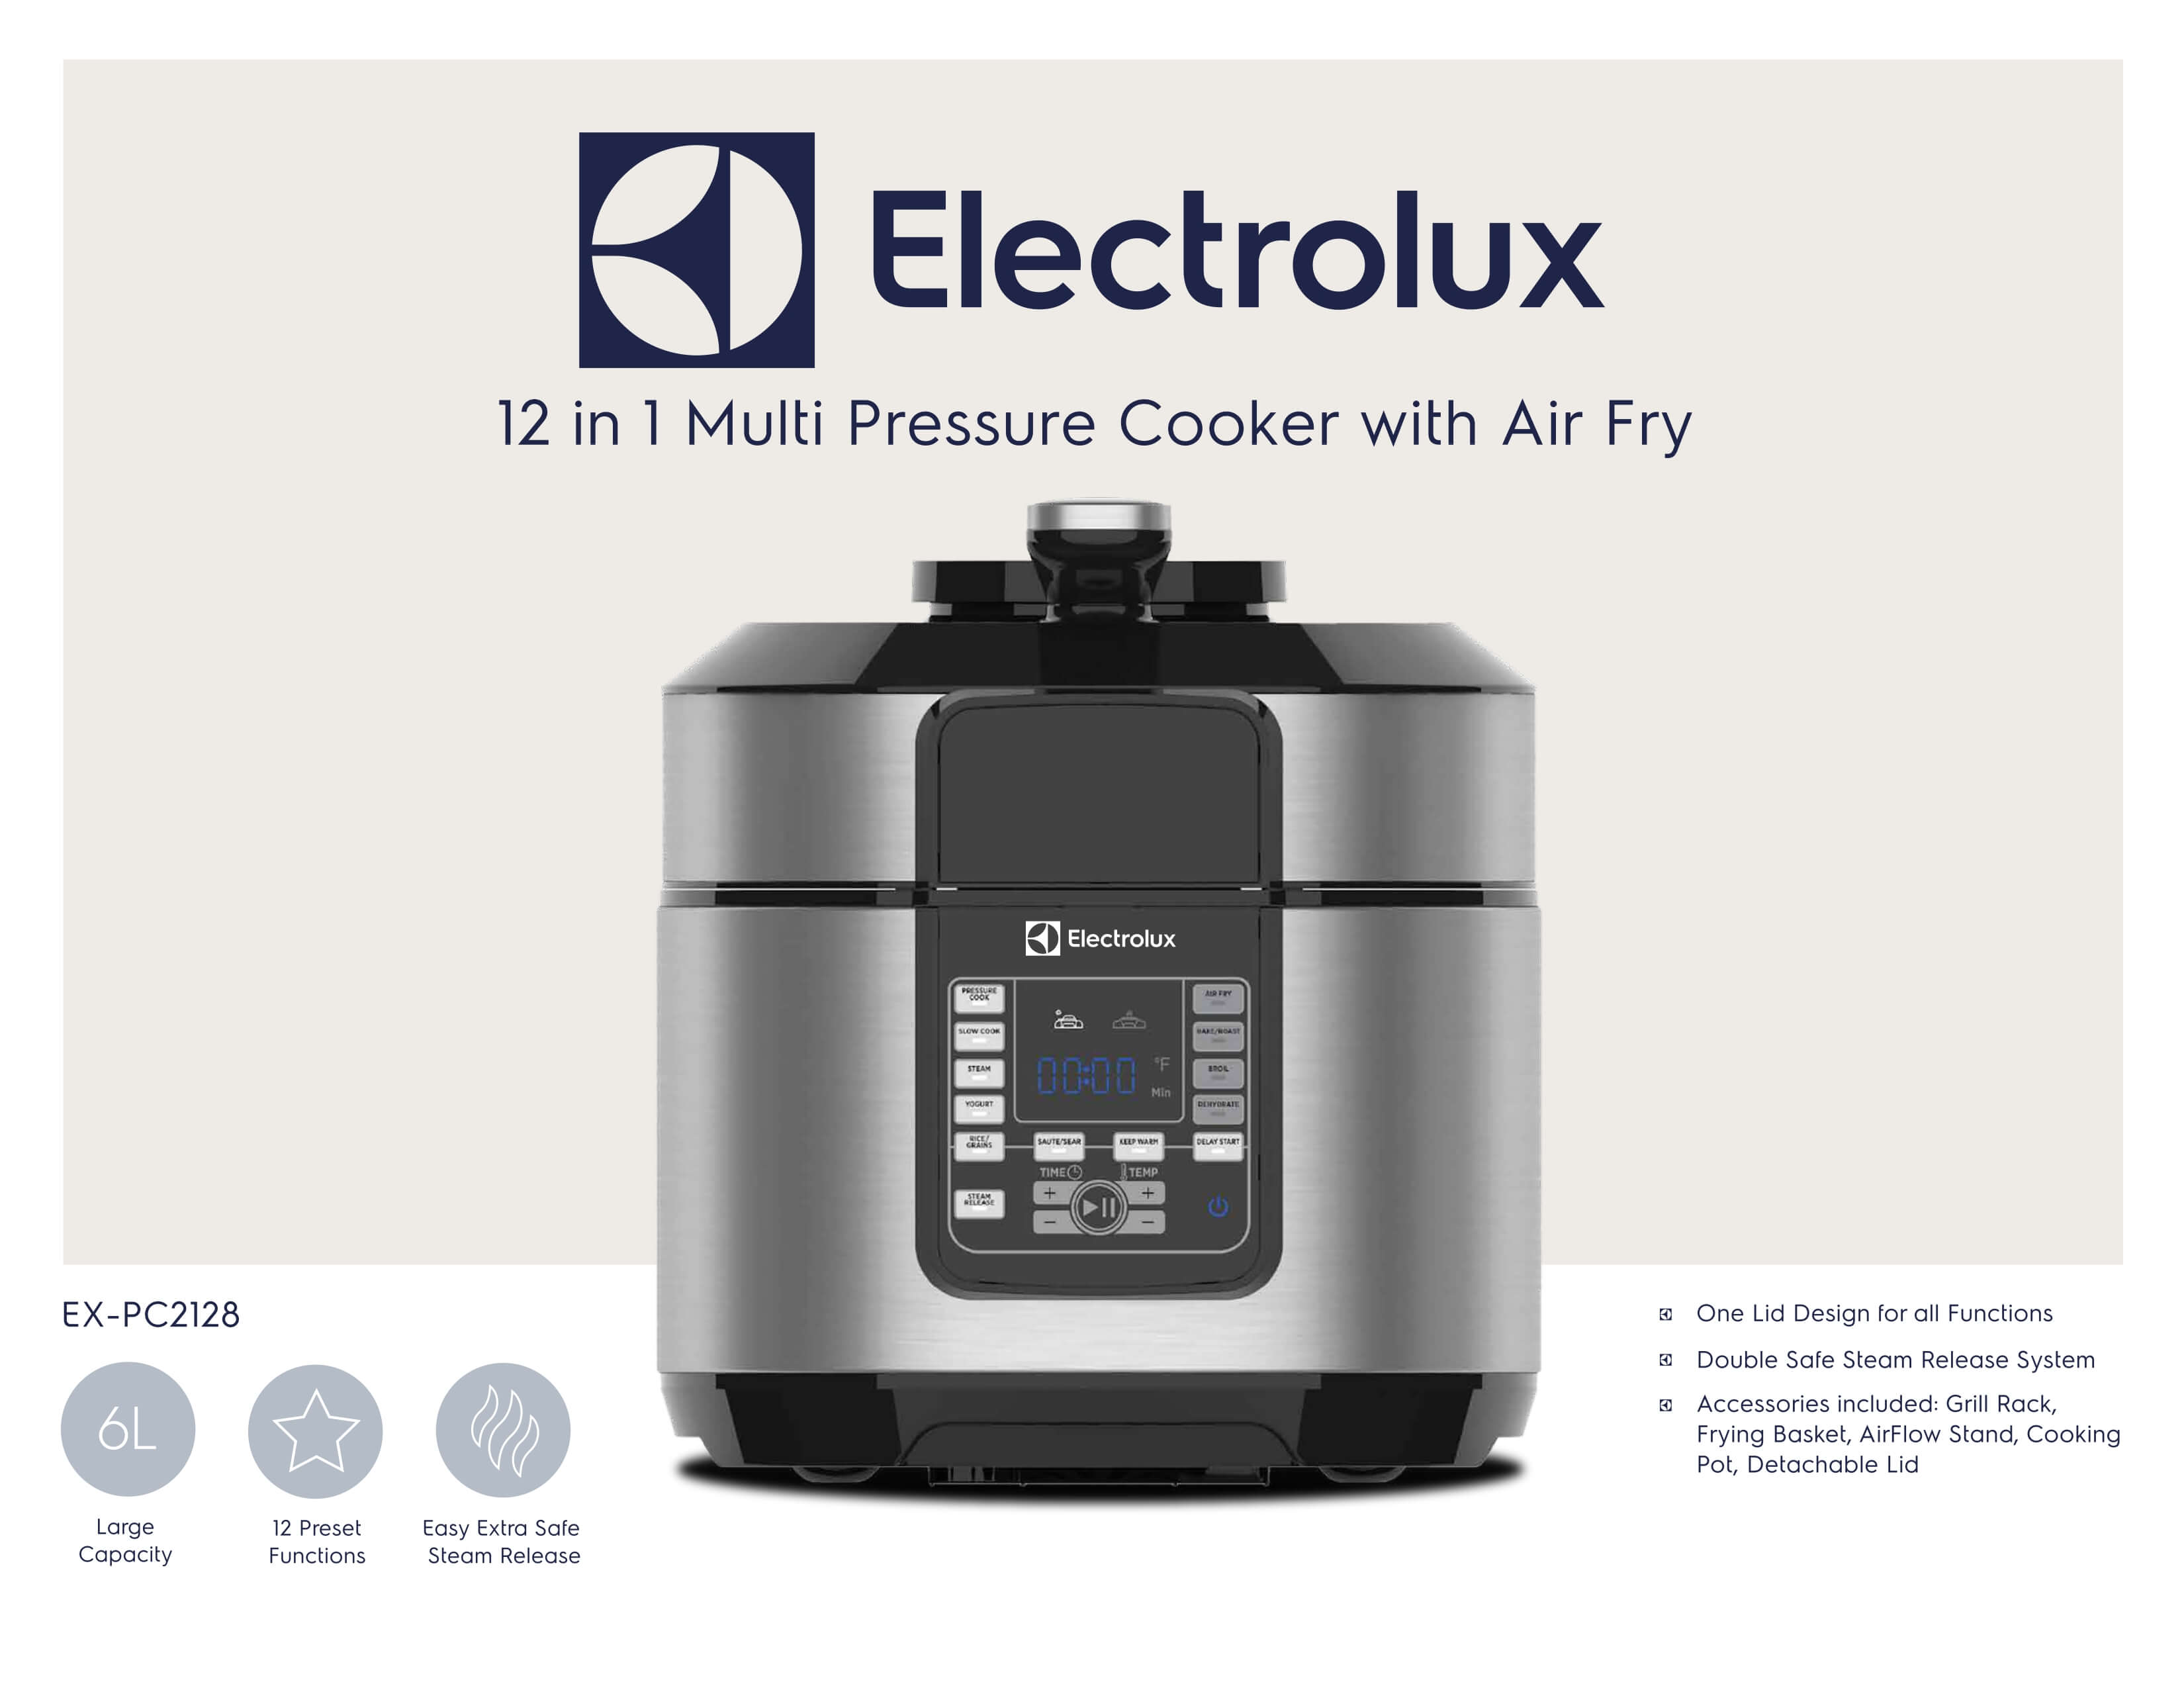 Electrolux
12 in 1 Multi Pressure Cooker with Air Fry
Electrolux
PRESSURE
COOK
AIR FRY
SLOW COOK
BAKE/ROAST
00:00
°F
STEAM
BROIL
Min
YOGURT
DEHYDRATE
RICE/
GRAINS
SAUTE/SEAR
KEEP WARM
DELAY START
TIME
TEMP
+
+
STEAM
RELEASE
−
−
EX-PC2128
6L
Large
Capacity
12 Preset
Functions
Easy Extra Safe
Steam Release
One Lid Design for all Functions
Double Safe Steam Release System
Accessories included: Grill Rack,
Frying Basket, AirFlow Stand, Cooking
Pot, Detachable Lid